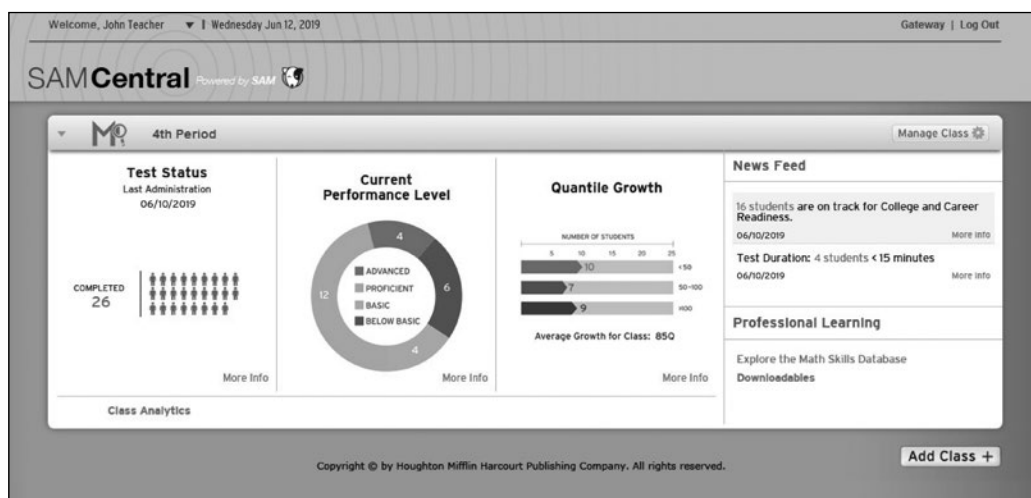 Welcome, John Teacher ▼ | Wednesday Jun 12, 2019
Gateway | Log Out
SAM Central Powered by SAM
4th Period
Manage Class
Test Status
Last Administration
06/10/2019
COMPLETED
26
More Info
Current
Performance Level
4
6
4
12
ADVANCED
PROFICIENT
BASIC
BELOW BASIC
More Info
Quantile Growth
NUMBER OF STUDENTS
5 10 15 20 25
10 <50
7 50-100
9
Average Growth for Class: 85Q
More Info
Class Analytics
News Feed
16 students are on track for College and Career
Readiness.
06/10/2019 More Info
Test Duration: 4 students < 15 minutes
06/10/2019 More Info
Professional Learning
Explore the Math Skills Database
Downloadables
Add Class +
Copyright © by Houghton Mifflin Harcourt Publishing Company. All rights reserved.